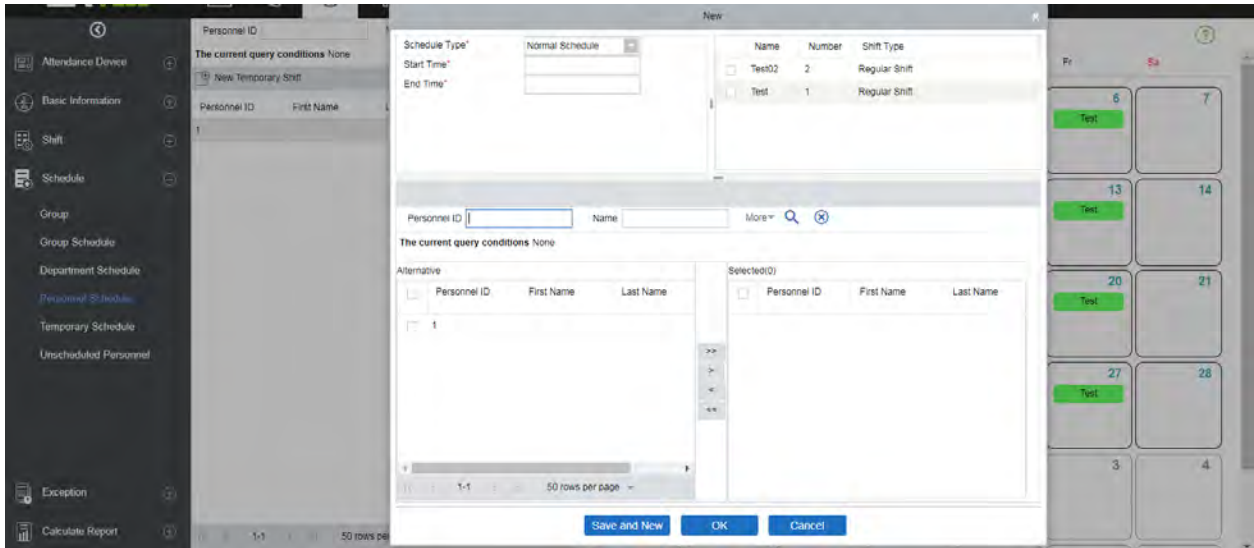 New
Personnel ID
The current query conditions None
New Temporary Shift
Personnel ID First Name
1
1-1 50 rows per
Attendance Device
Basic Information
Shift
Schedule
Group
Group Schedule
Department Schedule
Personnel Schedule
Temporary Schedule
Unscheduled Personnel
Exception
Calculate Report
Schedule Type* Normal Schedule
Start Time*
End Time*
Name Number Shift Type
Test02 2 Regular Shift
Test 1 Regular Shift
Personnel ID Name More
The current query conditions None
Alternative
Personnel ID First Name Last Name
1
>>
>
<
<<
Selected(0)
Personnel ID First Name Last Name
1-1 50 rows per page
Save and New OK Cancel
?
Fr Sa
6 7
Test
13 14
Test
20 21
Test
27 28
Test
3 4